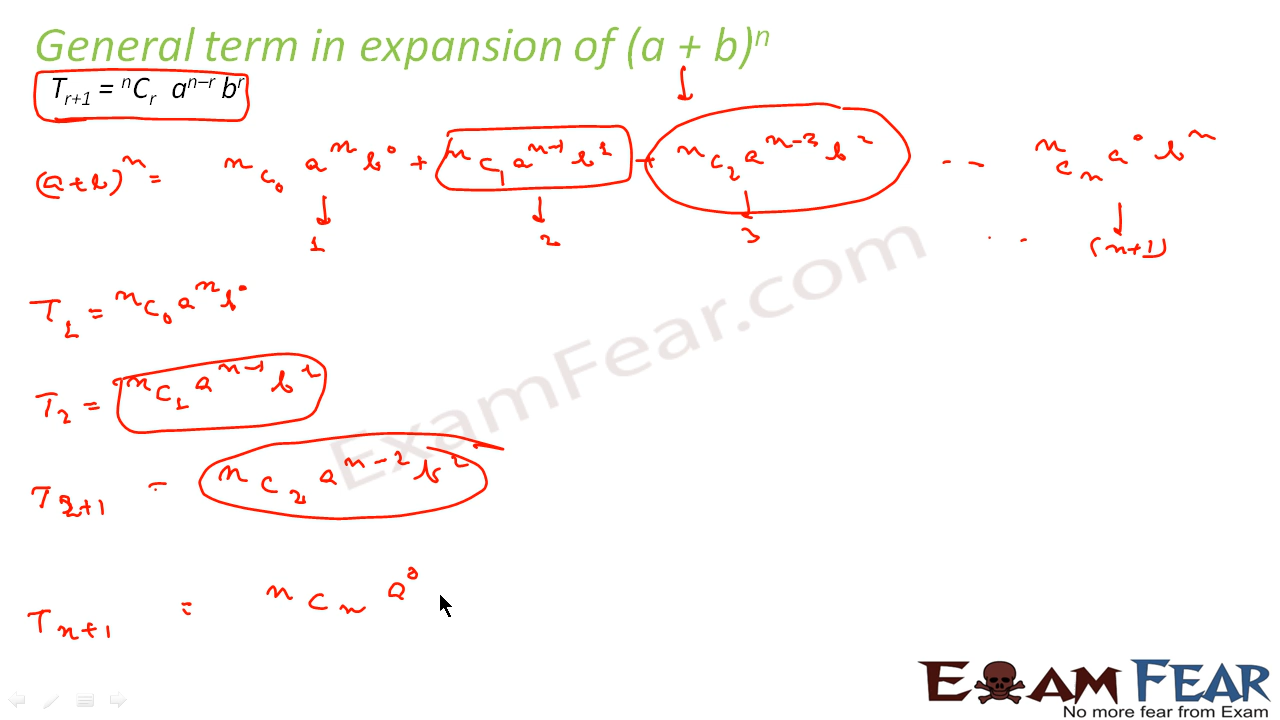 General term in expansion of (a + b)ⁿ
Tᵣ₊₁ = ⁿCᵣ aⁿ⁻ʳ bʳ
(a+b)ⁿ = ⁿC₀ aⁿ b⁰ + ⁿC₁ aⁿ⁻¹ b¹ + ⁿC₂ aⁿ⁻³ b² - - ⁿCₙ a⁰ bⁿ
↓ 1 ↓ 2 ↓ 3 . . ↓ (n+1)
T₁ = ⁿC₀ aⁿ b⁰
T₂ = ⁿC₁ aⁿ⁻¹ b¹
T₂₊₁ = ⁿC₂ aⁿ⁻² b²
Tₙ₊₁ = ⁿCₙ a⁰
ExamFear.com
EXAM FEAR
No more fear from Exam